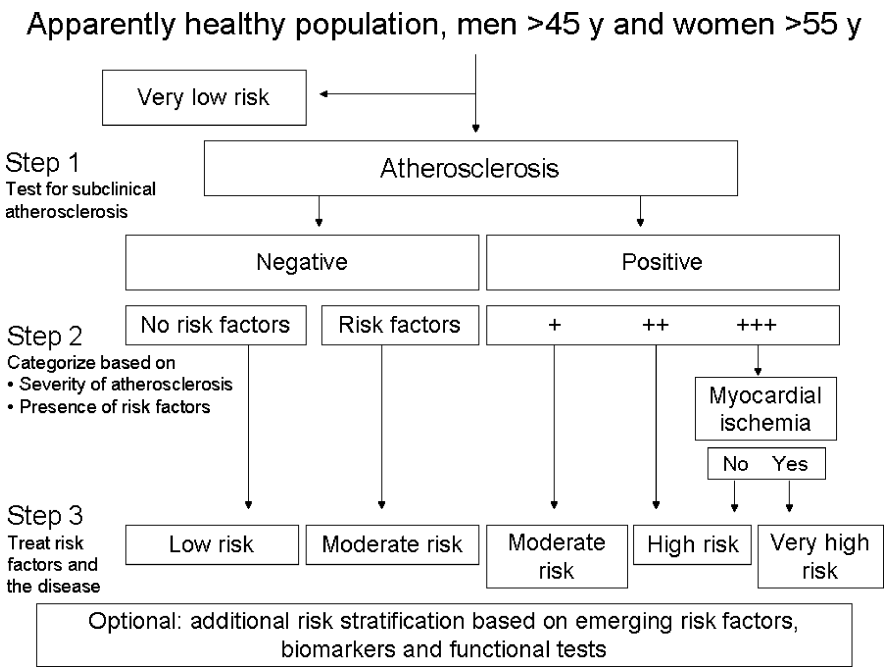 Apparently healthy population, men >45 y and women >55 y
Very low risk
Step 1
Test for subclinical
atherosclerosis
Atherosclerosis
Negative
Positive
No risk factors
Risk factors
+ ++ +++
Step 2
Categorize based on
• Severity of atherosclerosis
• Presence of risk factors
Myocardial
ischemia
No Yes
Step 3
Treat risk
factors and
the disease
Low risk
Moderate risk
Moderate
risk
High risk
Very high
risk
Optional: additional risk stratification based on emerging risk factors,
biomarkers and functional tests